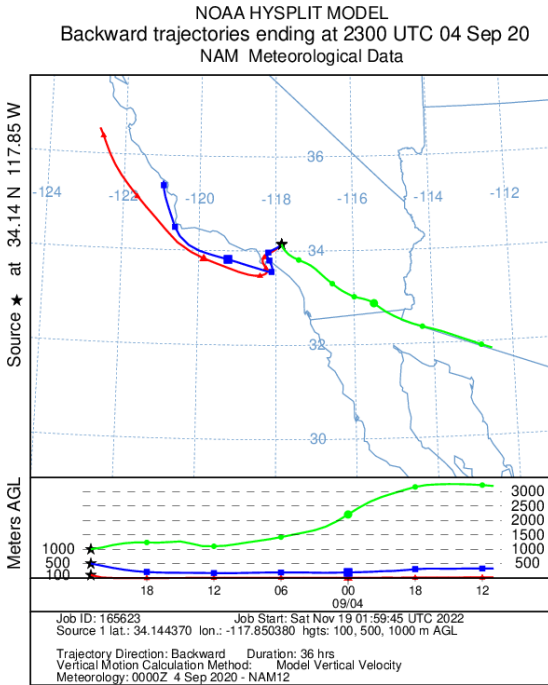 NOAA HYSPLIT MODEL
Backward trajectories ending at 2300 UTC 04 Sep 20
NAM Meteorological Data
Source ★ at 34.14 N 117.85 W
-124
-122
-120
-118
-116
-114
-112
36
34
32
30
Meters AGL
1000
500
100
3000
2500
2000
1500
1000
500
18
12
06
00
18
12
09/04
Job ID: 165623 Job Start: Sat Nov 19 01:59:45 UTC 2022
Source 1 lat.: 34.144370 lon.: -117.850380 hgts: 100, 500, 1000 m AGL
Trajectory Direction: Backward Duration: 36 hrs
Vertical Motion Calculation Method: Model Vertical Velocity
Meteorology: 0000Z 4 Sep 2020 - NAM12